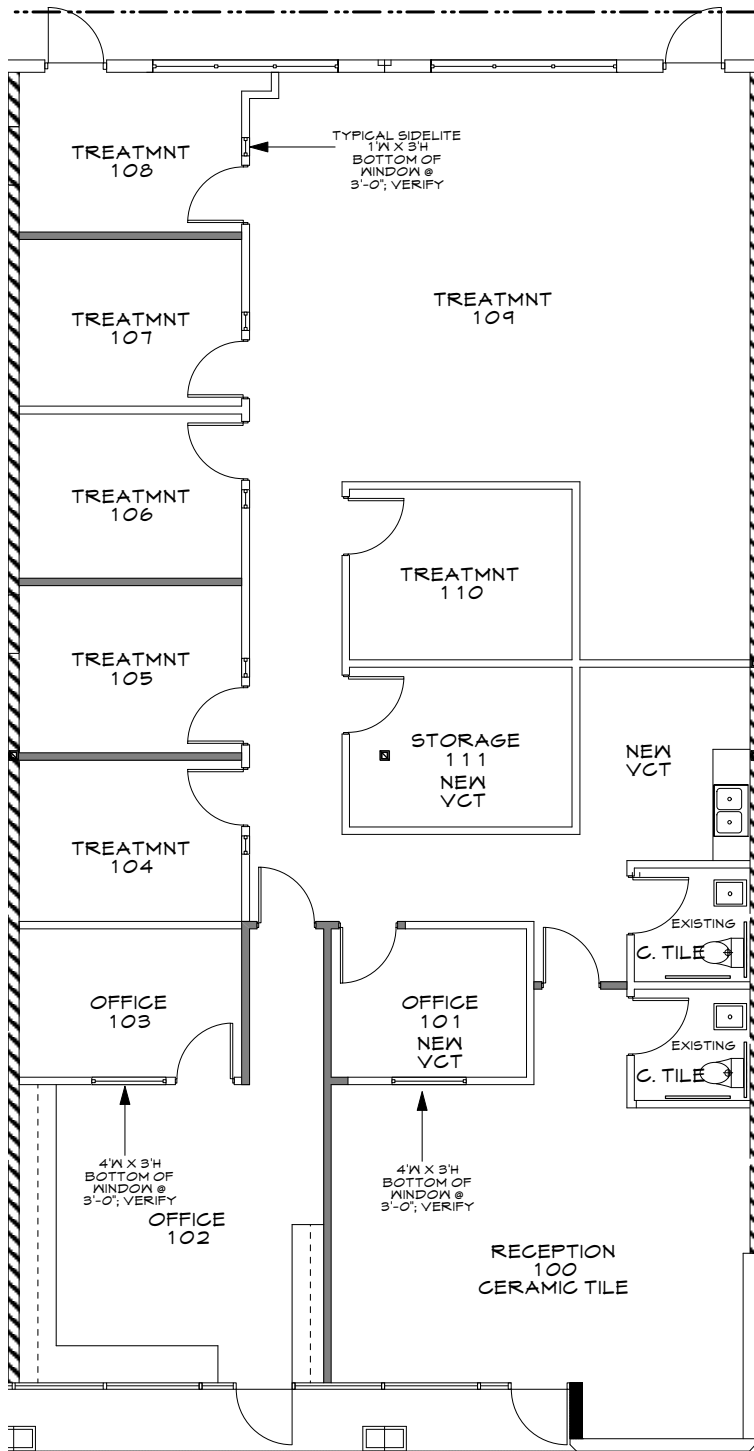 TREATMNT
108
TYPICAL SIDELITE
1'W X 3'H
BOTTOM OF
WINDOW @
3'-0"; VERIFY
TREATMNT
107
TREATMNT
109
TREATMNT
106
TREATMNT
110
TREATMNT
105
STORAGE
111
NEW
VCT
NEW
VCT
TREATMNT
104
EXISTING
C. TILE
OFFICE
103
OFFICE
101
NEW
VCT
EXISTING
C. TILE
4'W X 3'H
BOTTOM OF
WINDOW @
3'-0"; VERIFY
4'W X 3'H
BOTTOM OF
WINDOW @
3'-0"; VERIFY
OFFICE
102
RECEPTION
100
CERAMIC TILE